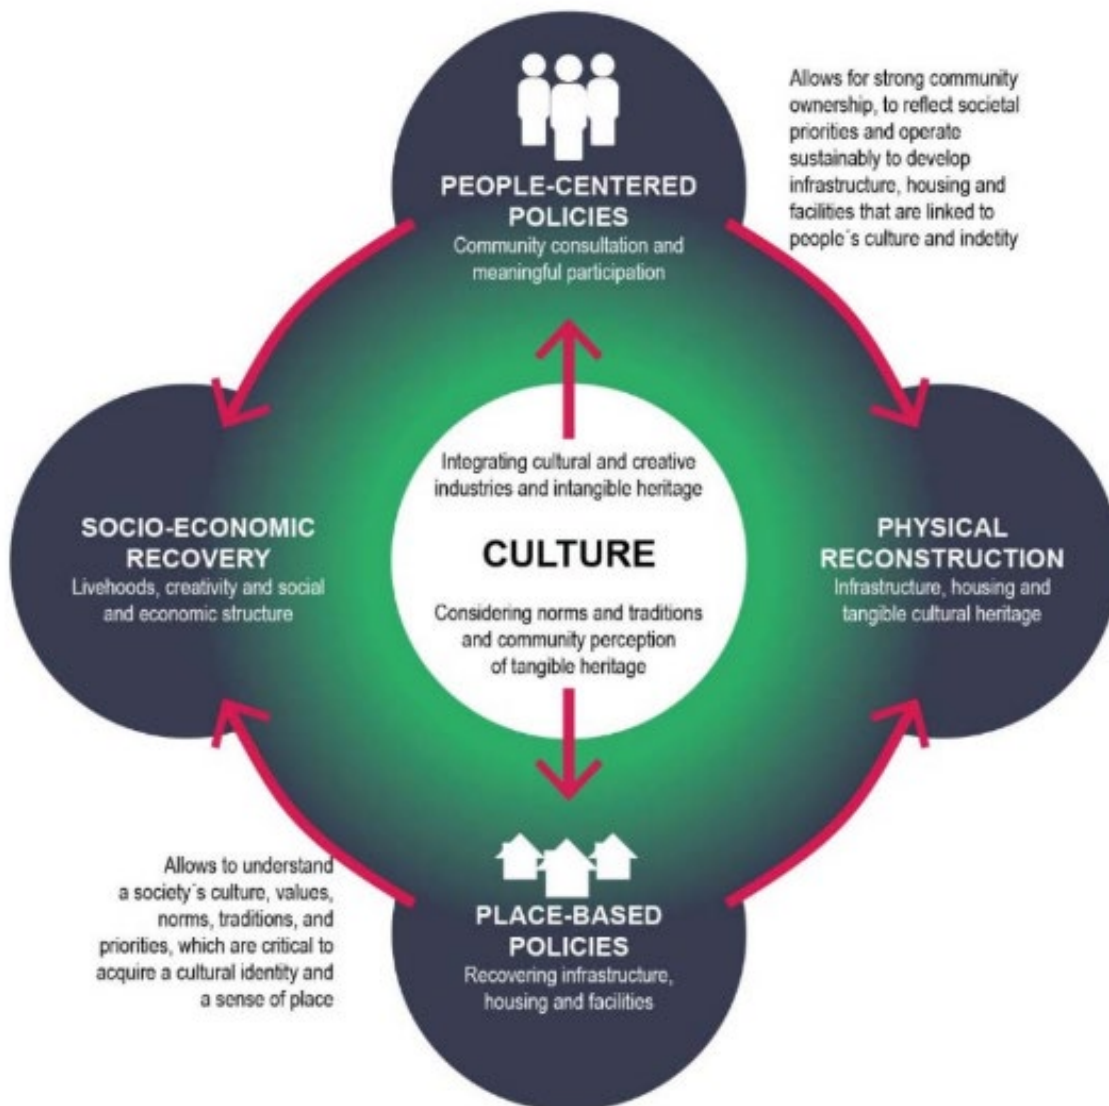 PEOPLE-CENTERED
POLICIES
Community consultation and
meaningful participation
Allows for strong community
ownership, to reflect societal
priorities and operate
sustainably to develop
infrastructure, housing and
facilities that are linked to
people´s culture and indetity
SOCIO-ECONOMIC
RECOVERY
Livehoods, creativity and social
and economic structure
Integrating cultural and creative
industries and intangible heritage
CULTURE
Considering norms and traditions
and community perception
of tangible heritage
PHYSICAL
RECONSTRUCTION
Infrastructure, housing and
tangible cultural heritage
Allows to understand
a society´s culture, values,
norms, traditions, and
priorities, which are critical to
acquire a cultural identity and
a sense of place
PLACE-BASED
POLICIES
Recovering infrastructure,
housing and facilities